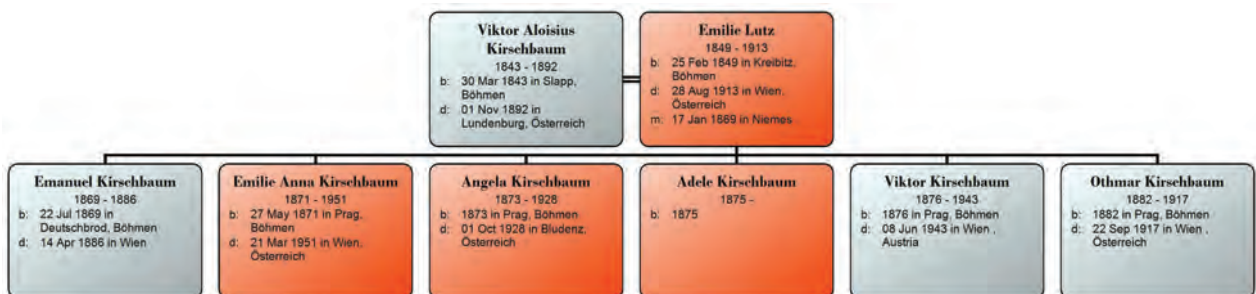 Viktor Aloisius
Kirschbaum
1843 - 1892
b: 30 Mar 1843 in Slapp,
Böhmen
d: 01 Nov 1892 in
Lundenburg, Österreich
Emilie Lutz
1849 - 1913
b: 25 Feb 1849 in Kreibitz,
Böhmen
d: 28 Aug 1913 in Wien,
Österreich
m: 17 Jan 1869 in Niemes
Emanuel Kirschbaum
1869 - 1886
b: 22 Jul 1869 in
Deutschbrod, Böhmen
d: 14 Apr 1886 in Wien
Emilie Anna Kirschbaum
1871 - 1951
b: 27 May 1871 in Prag,
Böhmen
d: 21 Mar 1951 in Wien,
Österreich
Angela Kirschbaum
1873 - 1928
b: 1873 in Prag, Böhmen
d: 01 Oct 1928 in Bludenz,
Österreich
Adele Kirschbaum
1875 -
b: 1875
Viktor Kirschbaum
1876 - 1943
b: 1876 in Prag, Böhmen
d: 08 Jun 1943 in Wien ,
Austria
Othmar Kirschbaum
1882 - 1917
b: 1882 in Prag, Böhmen
d: 22 Sep 1917 in Wien ,
Österreich